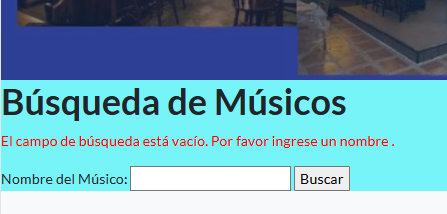 Búsqueda de Músicos
El campo de búsqueda está vacío. Por favor ingrese un nombre .
Nombre del Músico: Buscar